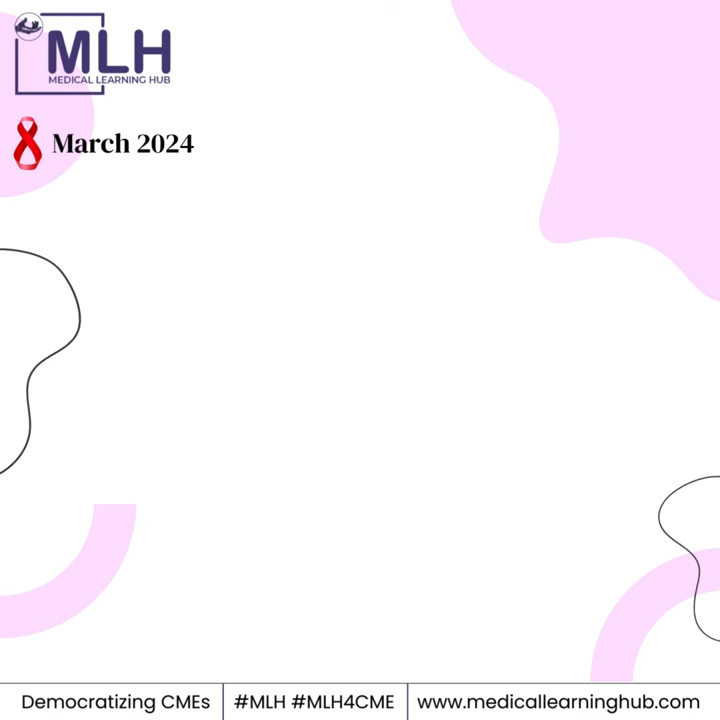 MLH
MEDICAL LEARNING HUB
March 2024
Democratizing CMEs
#MLH #MLH4CME
www.medicallearninghub.com